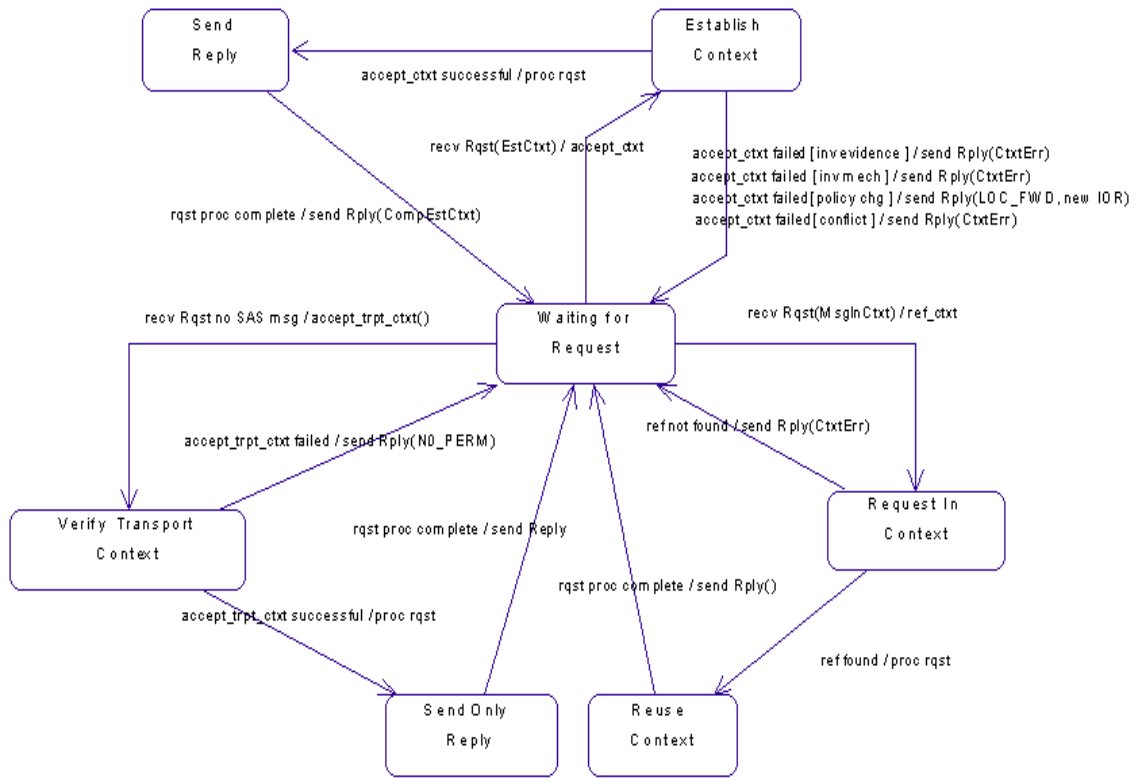 Send
Reply
Establish
Context
accept_ctxt successful / proc rqst
recv Rqst(EstCtxt) / accept_ctxt
accept_ctxt failed [inv evidence ] / send Rply(CtxtErr)
accept_ctxt failed [inv mech ] / send Rply(CtxtErr)
accept_ctxt failed [policy chg ] / send Rply(LOC_FWD, new IOR)
accept_ctxt failed [conflict ] / send Rply(CtxtErr)
rqst proc complete / send Rply(CompEstCtxt)
recv Rqst no SAS msg / accept_trpt_ctxt()
Waiting for
Request
recv Rqst(MsgInCtxt) / ref_ctxt
accept_trpt_ctxt failed / send Rply(N0_PERM)
ref not found / send Rply(CtxtErr)
Verify Transport
Context
rqst proc complete / send Reply
Request In
Context
rqst proc complete / send Rply()
accept_trpt_ctxt successful / proc rqst
ref found / proc rqst
Send Only
Reply
Reuse
Context